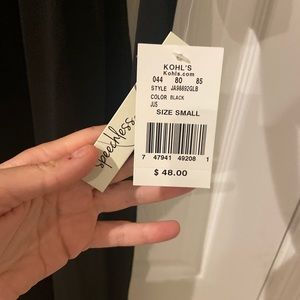 KOHL'S
Kohls.com
044 80 85
STYLE JA98692GLB
COLOR BLACK
JUS
SIZE SMALL
7 47941 49208 1
$ 48.00
speechless